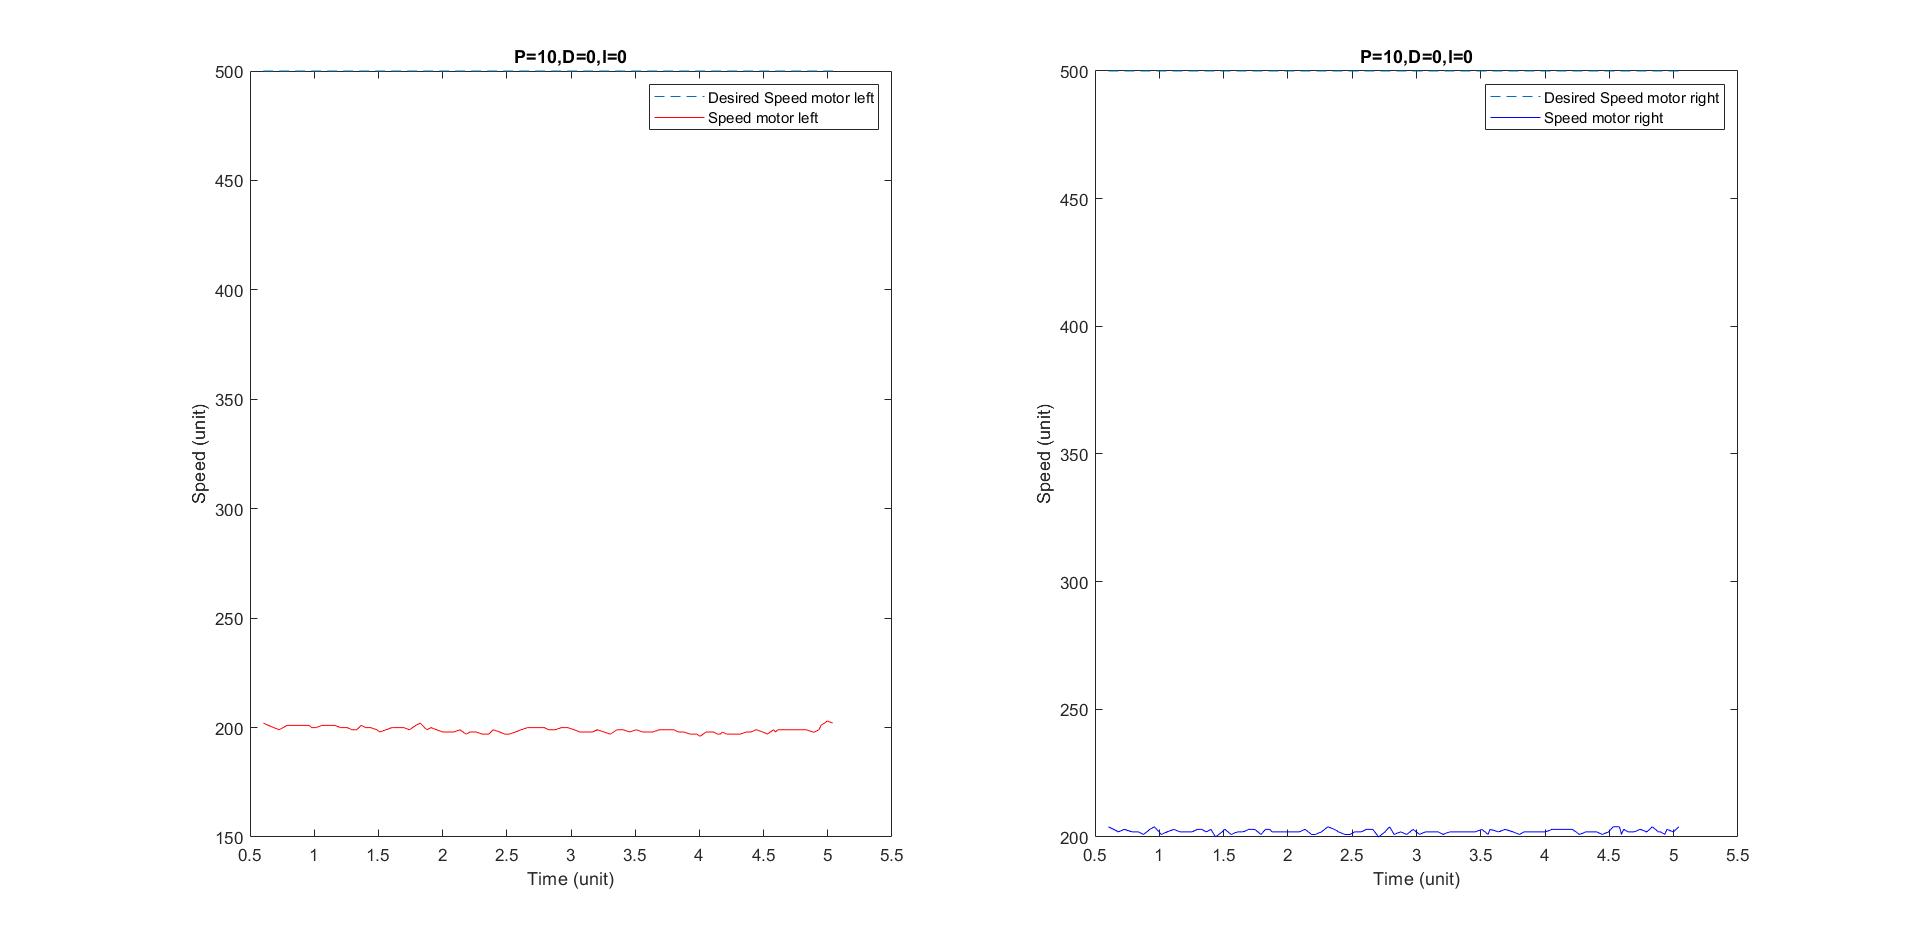 P=10,D=0,I=0
500
450
400
350
300
250
200
150
Speed (unit)
Desired Speed motor left
Speed motor left
0.5 1 1.5 2 2.5 3 3.5 4 4.5 5 5.5
Time (unit)
P=10,D=0,I=0
500
450
400
350
300
250
200
Speed (unit)
Desired Speed motor right
Speed motor right
0.5 1 1.5 2 2.5 3 3.5 4 4.5 5 5.5
Time (unit)